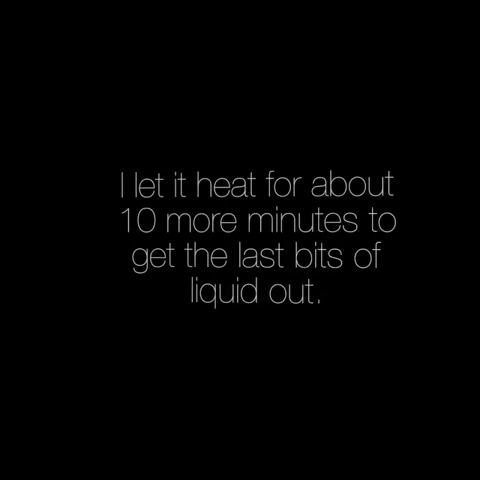 I let it heat for about
10 more minutes to
get the last bits of
liquid out.